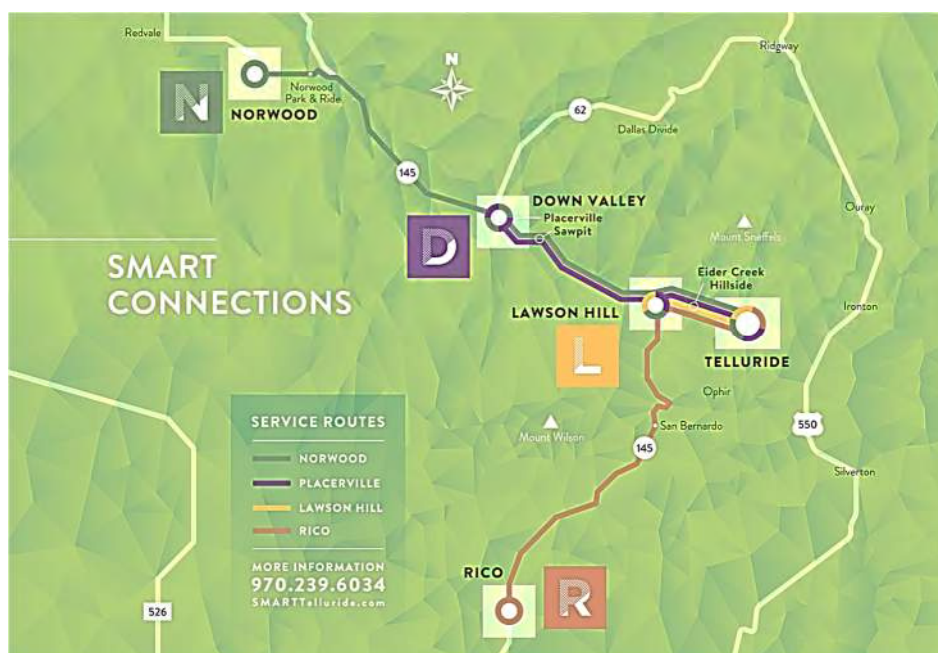 Redvale
N
NORWOOD
Norwood
Park & Ride
N
145
62
Ridgway
Dallas Divide
DOWN VALLEY
Placerville
Sawpit
D
Ouray
Mount Sneffels
SMART
CONNECTIONS
Eider Creek
Hillside
LAWSON HILL
Ironton
TELLURIDE
L
Ophir
SERVICE ROUTES
San Bernardo
550
Mount Wilson
145
NORWOOD
Silverton
PLACERVILLE
LAWSON HILL
RICO
MORE INFORMATION
970.239.6034
SMARTTelluride.com
RICO
R
526